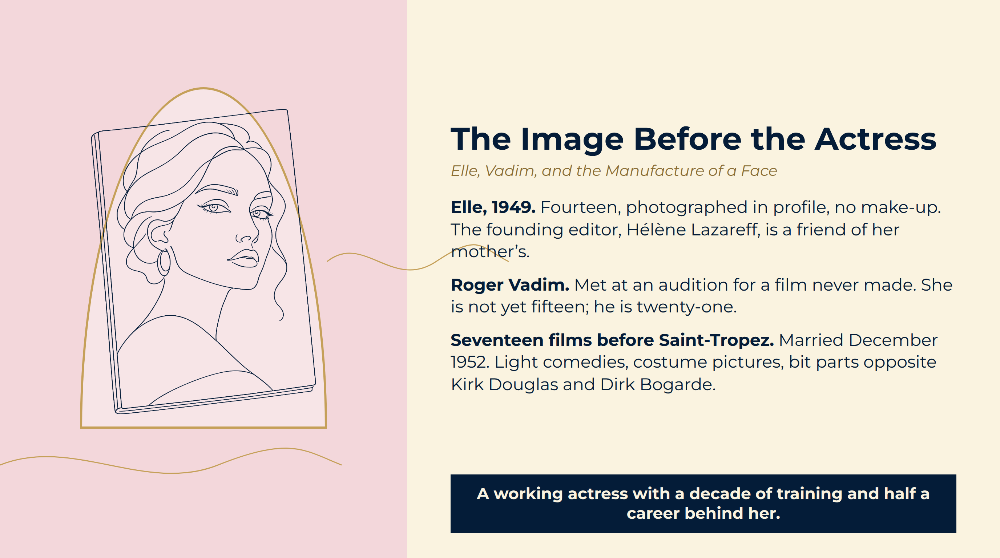 The Image Before the Actress
Elle, Vadim, and the Manufacture of a Face
Elle, 1949. Fourteen, photographed in profile, no make-up.
The founding editor, Hélène Lazareff, is a friend of her
mother’s.
Roger Vadim. Met at an audition for a film never made. She
is not yet fifteen; he is twenty-one.
Seventeen films before Saint-Tropez. Married December
1952. Light comedies, costume pictures, bit parts opposite
Kirk Douglas and Dirk Bogarde.
A working actress with a decade of training and half a
career behind her.